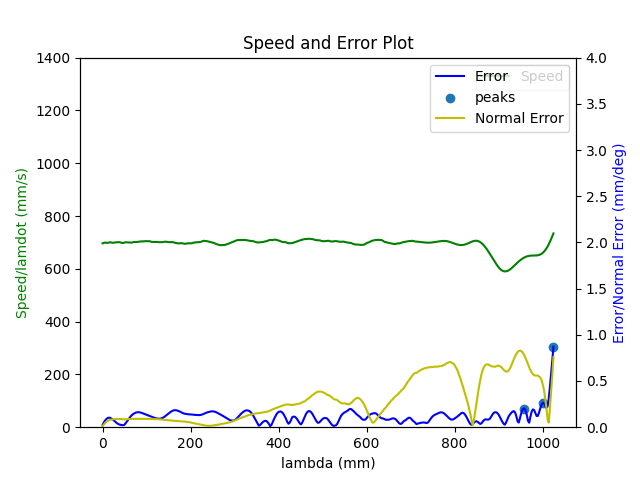 Speed and Error Plot
1400
1200
1000
800
600
400
200
0
Speed/lamdot (mm/s)
4.0
3.5
3.0
2.5
2.0
1.5
1.0
0.5
0.0
Error/Normal Error (mm/deg)
Error
Speed
peaks
Normal Error
0 200 400 600 800 1000
lambda (mm)